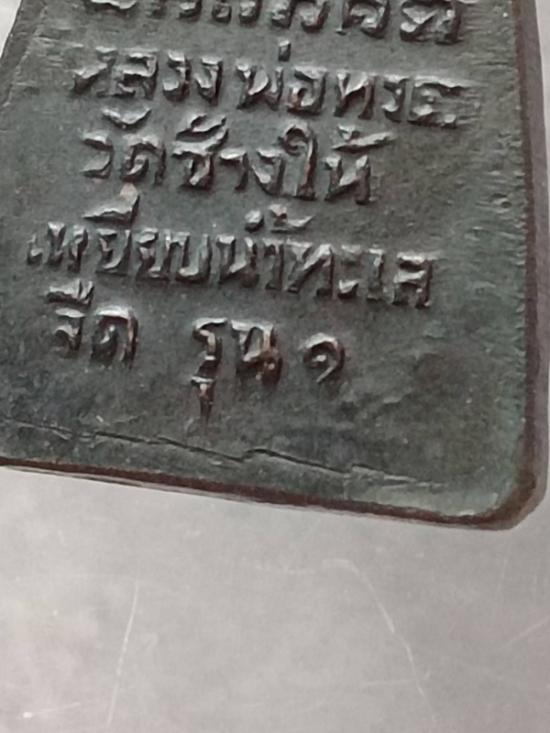 หลวงพ่อทวด
วัดช้างให้
เหยียบน้ำทะเล
จืด รุ่น ๑